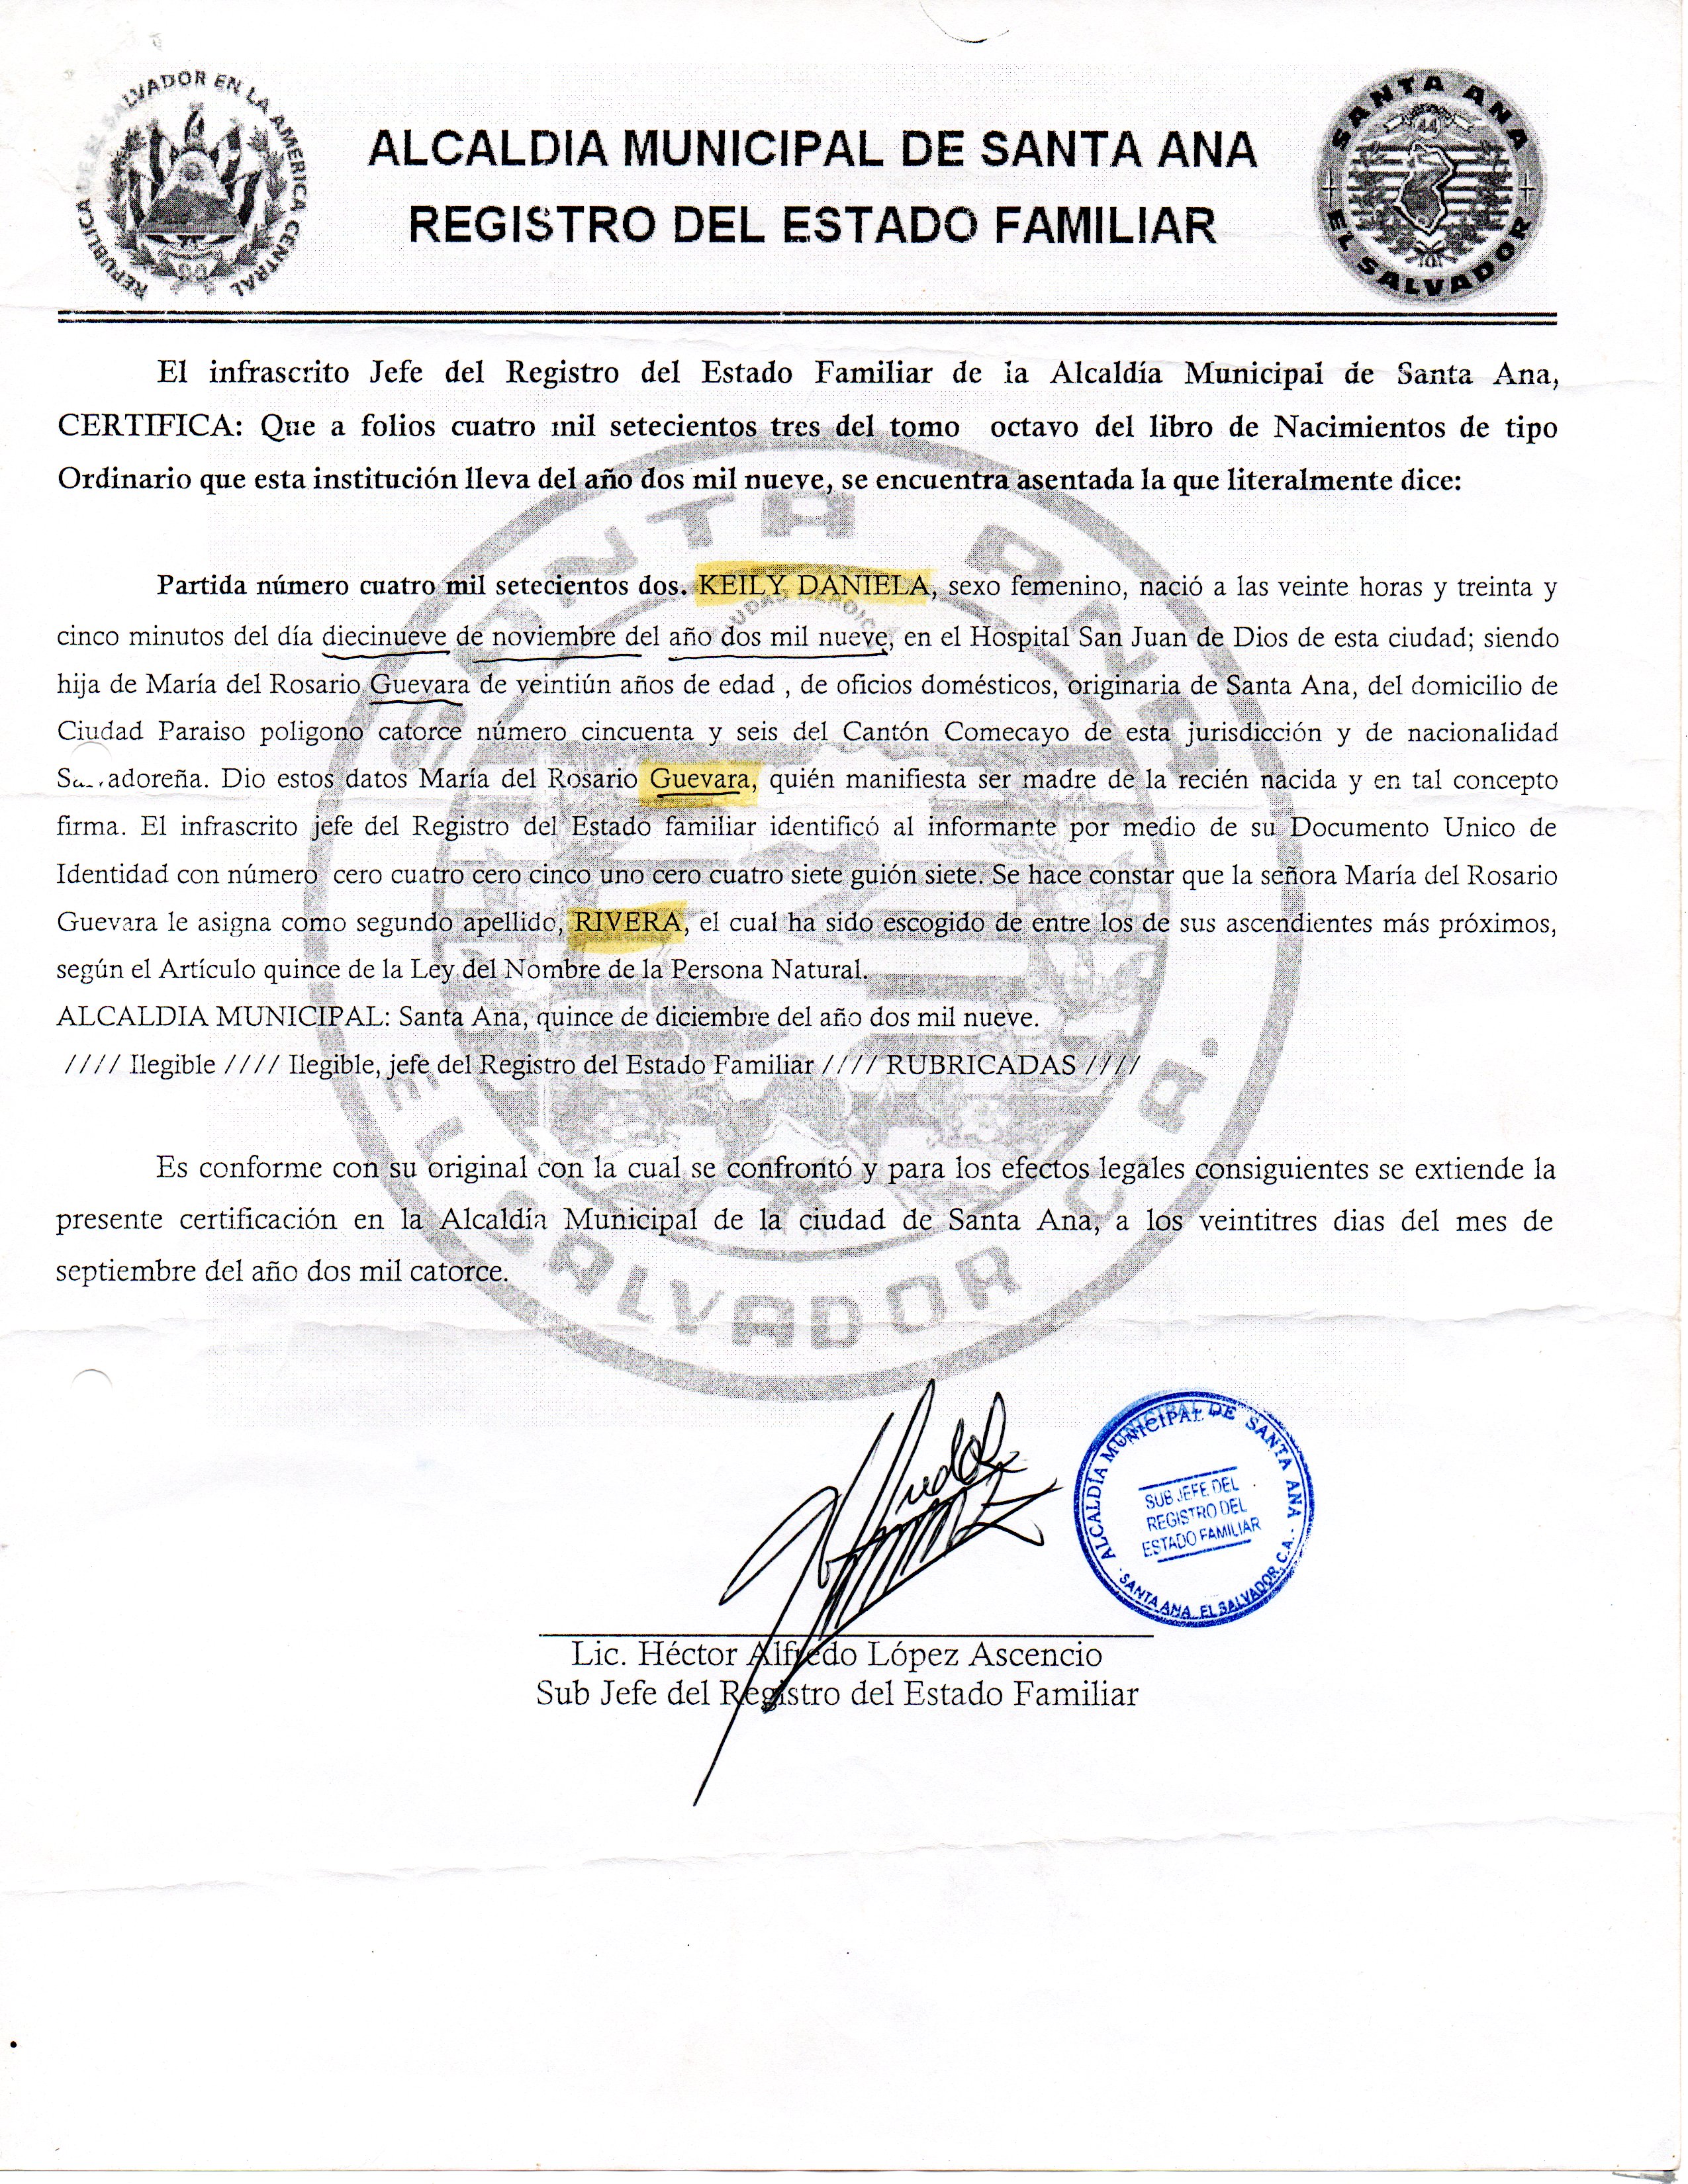 REPUBLICA DE EL SALVADOR EN LA AMERICA CENTRAL
ALCALDIA MUNICIPAL DE SANTA ANA
REGISTRO DEL ESTADO FAMILIAR
SANTA ANA
44
EL SALVADOR
El infrascrito Jefe del Registro del Estado Familiar de la Alcaldía Municipal de Santa Ana,
CERTIFICA: Que a folios cuatro mil setecientos tres del tomo octavo del libro de Nacimientos de tipo
Ordinario que esta institución lleva del año dos mil nueve, se encuentra asentada la que literalmente dice:
Partida número cuatro mil setecientos dos. KEILY DANIELA, sexo femenino, nació a las veinte horas y treinta y
cinco minutos del día diecinueve de noviembre del año dos mil nueve, en el Hospital San Juan de Dios de esta ciudad; siendo
hija de María del Rosario Guevara de veintiún años de edad , de oficios domésticos, originaria de Santa Ana, del domicilio de
Ciudad Paraiso poligono catorce número cincuenta y seis del Cantón Comecayo de esta jurisdicción y de nacionalidad
Salvadoreña. Dio estos datos María del Rosario Guevara, quién manifiesta ser madre de la recién nacida y en tal concepto
firma. El infrascrito jefe del Registro del Estado familiar identificó al informante por medio de su Documento Unico de
Identidad con número cero cuatro cero cinco uno cero cuatro siete guión siete. Se hace constar que la señora María del Rosario
Guevara le asigna como segundo apellido, RIVERA, el cual ha sido escogido de entre los de sus ascendientes más próximos,
según el Artículo quince de la Ley del Nombre de la Persona Natural.
ALCALDIA MUNICIPAL: Santa Ana, quince de diciembre del año dos mil nueve.
//// Ilegible //// Ilegible, jefe del Registro del Estado Familiar //// RUBRICADAS ////
Es conforme con su original con la cual se confrontó y para los efectos legales consiguientes se extiende la
presente certificación en la Alcaldía Municipal de la ciudad de Santa Ana, a los veintitres dias del mes de
septiembre del año dos mil catorce.
SANTA ANA
EL SALVADOR C.A.
ALCALDÍA MUNICIPAL DE SANTA ANA
SUB JEFE DEL
REGISTRO DEL
ESTADO FAMILIAR
SANTA ANA, EL SALVADOR, C.A.
Lic. Héctor Alfredo López Ascencio
Sub Jefe del Registro del Estado Familiar